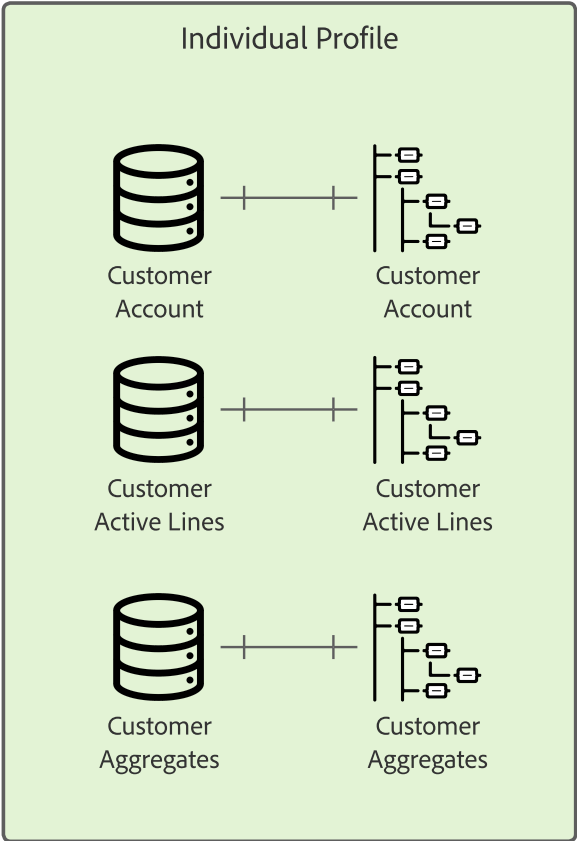 Individual Profile
Customer
Account
Customer
Account
Customer
Active Lines
Customer
Active Lines
Customer
Aggregates
Customer
Aggregates